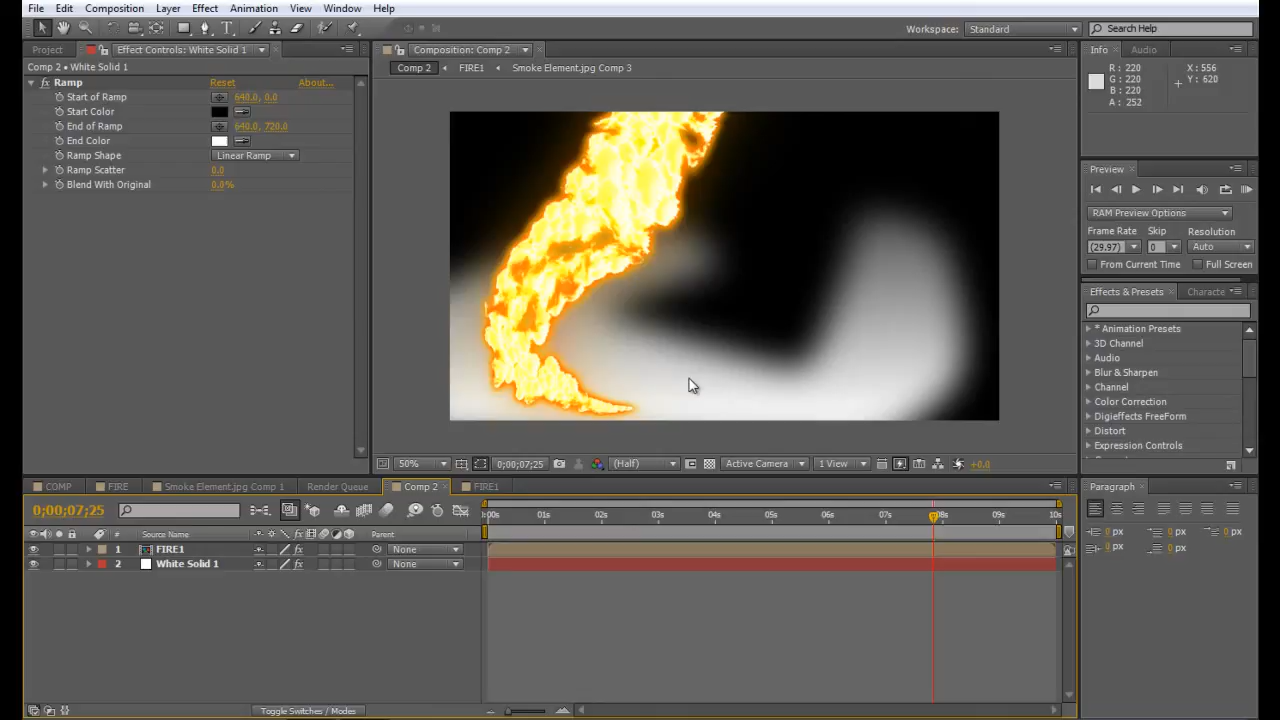 File Edit Composition Layer Effect Animation View Window Help
Workspace: Standard Search Help
Project Effect Controls: White Solid 1
Comp 2 • White Solid 1
fx Ramp Reset About...
Start of Ramp 640.0, 0.0
Start Color
End of Ramp 640.0, 720.0
End Color
Ramp Shape Linear Ramp
Ramp Scatter 0.0
Blend With Original 0.0%
Composition: Comp 2
Comp 2 FIRE1 Smoke Element.jpg Comp 3
50% 0;00;07;25 (Half) Active Camera 1 View +0.0
Info Audio
R: 220 X: 556
G: 220 Y: 620
B: 220
A: 252
Preview
RAM Preview Options
Frame Rate Skip Resolution
(29.97) 0 Auto
From Current Time Full Screen
Effects & Presets Characte
* Animation Presets
3D Channel
Audio
Blur & Sharpen
Channel
Color Correction
Digieffects FreeForm
Distort
Expression Controls
Paragraph
0 px 0 px 0 px
0 px 0 px
COMP FIRE Smoke Element.jpg Comp 1 Render Queue Comp 2 FIRE1
0;00;07;25
:00s 01s 02s 03s 04s 05s 06s 07s 08s 09s 10s
# Source Name fx Parent
1 FIRE1 fx None
2 White Solid 1 fx None
Toggle Switches / Modes